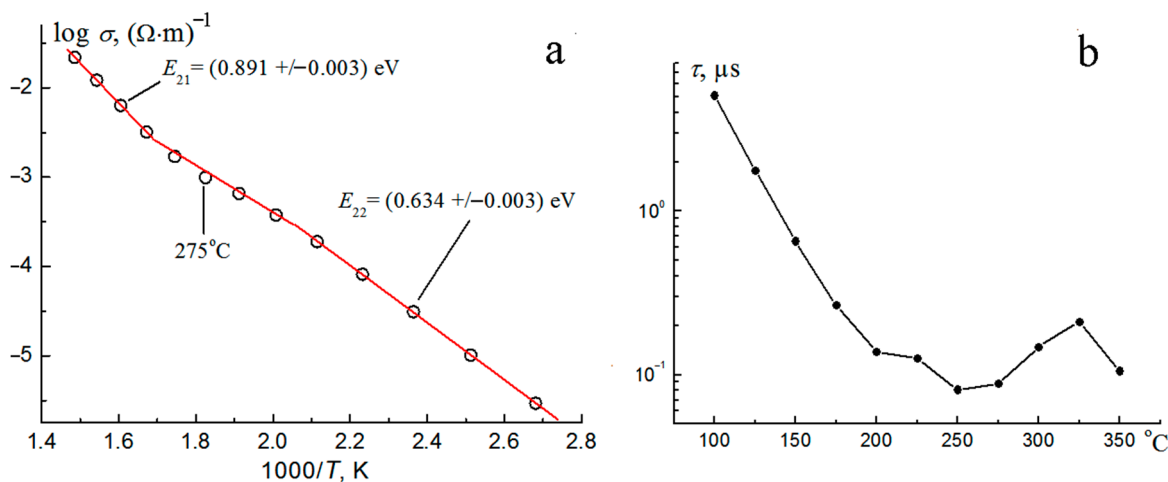 log σ, (Ω·m)⁻¹
a
E₂₁= (0.891 +/−0.003) eV
−2
−3
275°C
E₂₂= (0.634 +/−0.003) eV
−4
−5
1.4 1.6 1.8 2.0 2.2 2.4 2.6 2.8
1000/T, K
b
τ, μs
10⁰
10⁻¹
100 150 200 250 300 350 °C